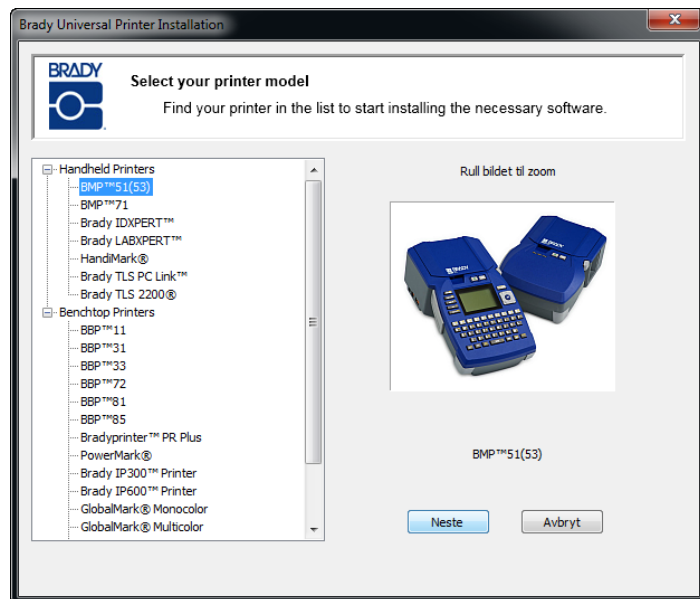 Brady Universal Printer Installation
BRADY
Select your printer model
Find your printer in the list to start installing the necessary software.
Handheld Printers
BMP™51(53)
BMP™71
Brady IDXPERT™
Brady LABXPERT™
HandiMark®
Brady TLS PC Link™
Brady TLS 2200®
Benchtop Printers
BBP™11
BBP™31
BBP™33
BBP™72
BBP™81
BBP™85
Bradyprinter™ PR Plus
PowerMark®
Brady IP300™ Printer
Brady IP600™ Printer
GlobalMark® Monocolor
GlobalMark® Multicolor
Rull bildet til zoom
BRADY
BMP™51(53)
Neste
Avbryt